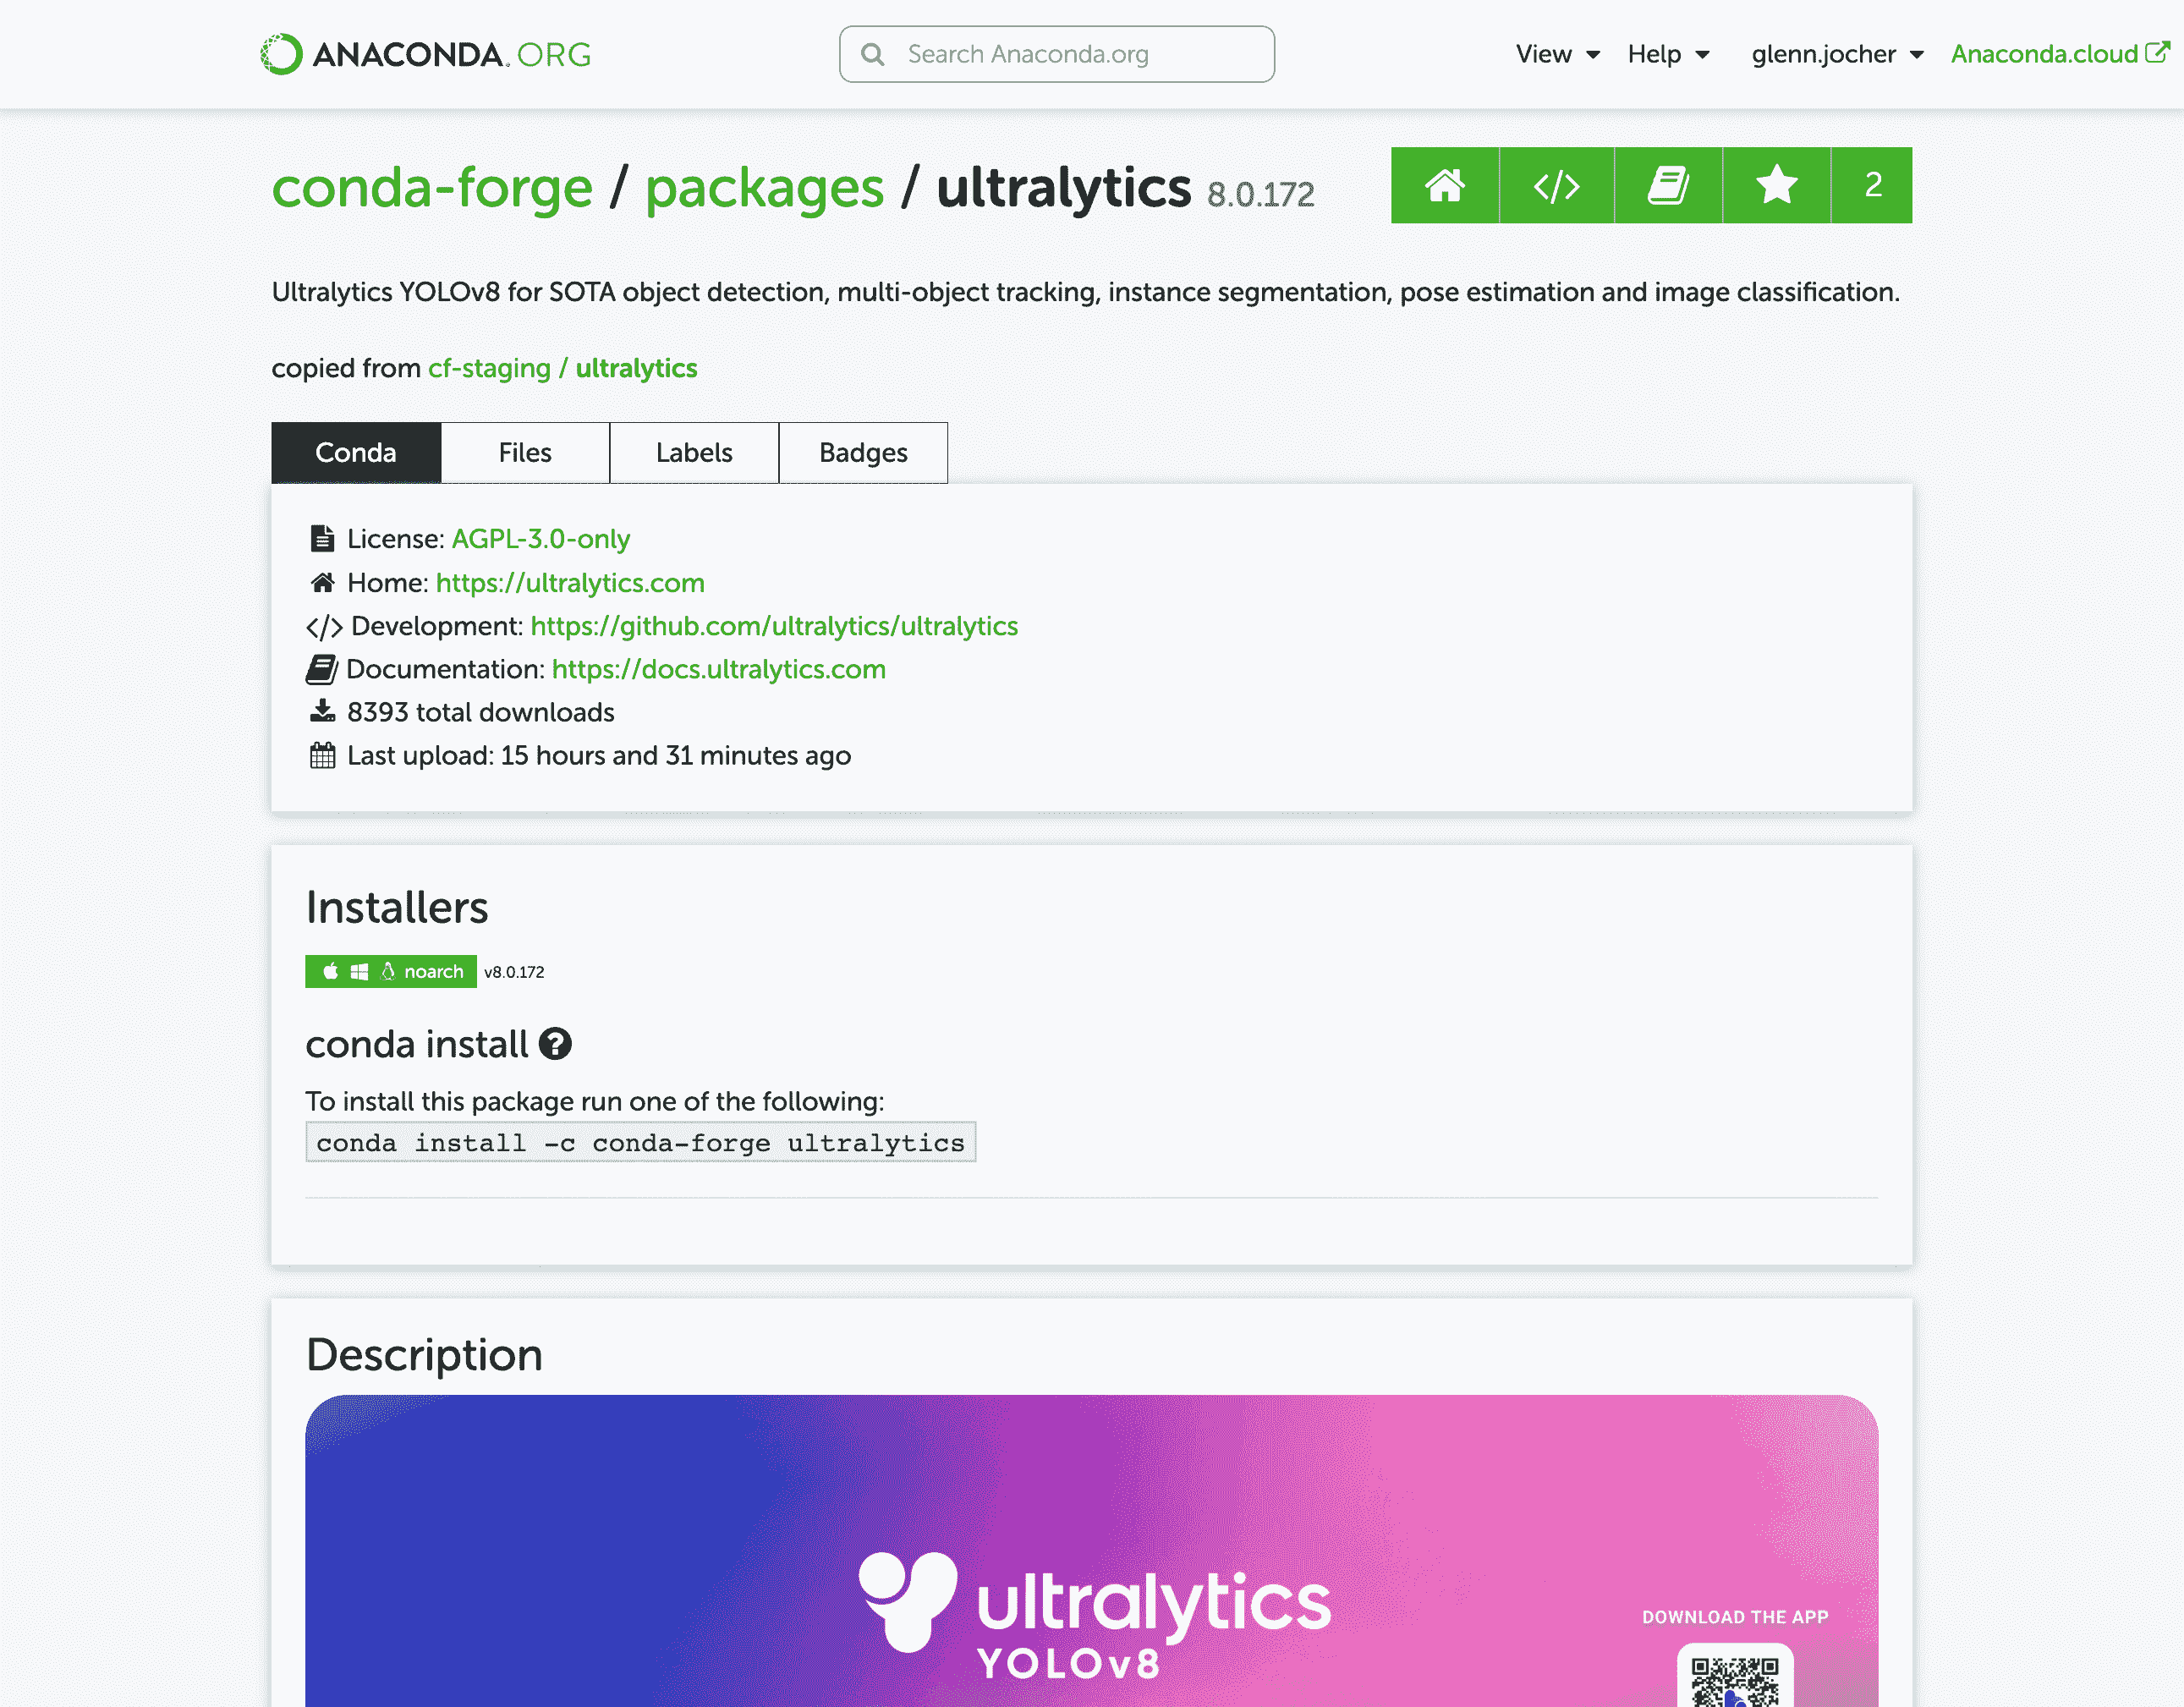 ANACONDA.ORG
Search Anaconda.org
View
Help
glenn.jocher
Anaconda.cloud
conda-forge / packages / ultralytics 8.0.172
2
Ultralytics YOLOv8 for SOTA object detection, multi-object tracking, instance segmentation, pose estimation and image classification.
copied from cf-staging / ultralytics
Conda
Files
Labels
Badges
License: AGPL-3.0-only
Home: https://ultralytics.com
</> Development: https://github.com/ultralytics/ultralytics
Documentation: https://docs.ultralytics.com
8393 total downloads
Last upload: 15 hours and 31 minutes ago
Installers
noarch v8.0.172
conda install ?
To install this package run one of the following:
conda install -c conda-forge ultralytics
Description
ultralytics
YOLOv8
DOWNLOAD THE APP